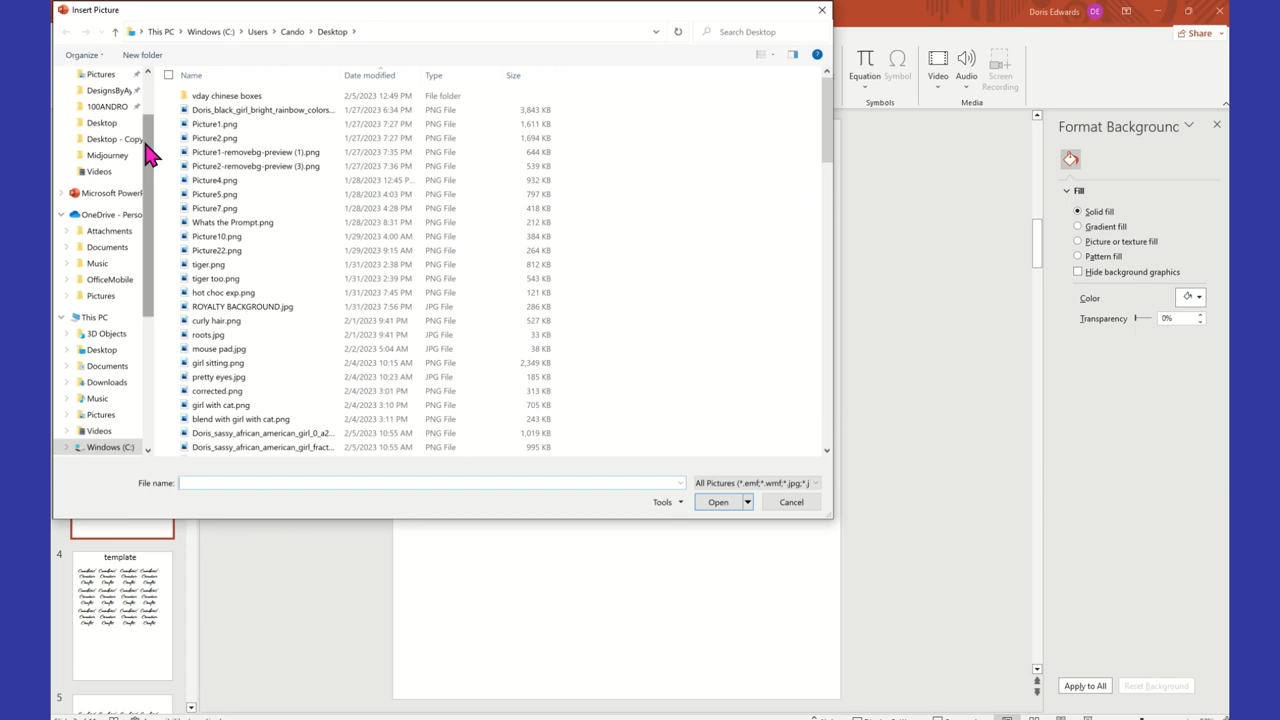 Insert Picture
Doris Edwards DE
This PC Windows (C:) Users Cando Desktop
Search Desktop
Share
Organize New folder
Name Date modified Type Size
Pictures
DesignsByAy
100ANDRO
Desktop
Desktop - Copy
Midjourney
Videos
Microsoft PowerP
OneDrive - Perso
Attachments
Documents
Music
OfficeMobile
Pictures
This PC
3D Objects
Desktop
Documents
Downloads
Music
Pictures
Videos
Windows (C:)
vday chinese boxes 2/5/2023 12:49 PM File folder
Doris_black_girl_bright_rainbow_colors... 1/27/2023 6:34 PM PNG File 3,843 KB
Picture1.png 1/27/2023 7:27 PM PNG File 1,611 KB
Picture2.png 1/27/2023 7:27 PM PNG File 1,694 KB
Picture1-removebg-preview (1).png 1/27/2023 7:35 PM PNG File 644 KB
Picture2-removebg-preview (3).png 1/27/2023 7:36 PM PNG File 539 KB
Picture4.png 1/28/2023 12:45 P... PNG File 932 KB
Picture5.png 1/28/2023 4:03 PM PNG File 797 KB
Picture7.png 1/28/2023 4:28 PM PNG File 418 KB
Whats the Prompt.png 1/28/2023 8:31 PM PNG File 212 KB
Picture10.png 1/29/2023 4:00 AM PNG File 384 KB
Picture22.png 1/29/2023 9:15 AM PNG File 264 KB
tiger.png 1/31/2023 2:38 PM PNG File 812 KB
tiger too.png 1/31/2023 2:39 PM PNG File 543 KB
hot choc exp.png 1/31/2023 7:45 PM PNG File 121 KB
ROYALTY BACKGROUND.jpg 1/31/2023 7:56 PM JPG File 286 KB
curly hair.png 2/1/2023 9:41 PM PNG File 527 KB
roots.jpg 2/1/2023 9:41 PM JPG File 33 KB
mouse pad.jpg 2/2/2023 5:04 AM JPG File 38 KB
girl sitting.png 2/4/2023 10:15 AM PNG File 2,349 KB
pretty eyes.jpg 2/4/2023 10:23 AM JPG File 185 KB
corrected.png 2/4/2023 3:01 PM PNG File 313 KB
girl with cat.png 2/4/2023 3:10 PM PNG File 705 KB
blend with girl with cat.png 2/4/2023 3:11 PM PNG File 243 KB
Doris_sassy_african_american_girl_0_a2... 2/5/2023 10:55 AM PNG File 1,019 KB
Doris_sassy_african_american_girl_fract... 2/5/2023 10:55 AM PNG File 995 KB
File name:
All Pictures (*.emf;*.wmf;*.jpg;*.j
Tools Open Cancel
Equation Symbol Video Audio Screen
Recording
Symbols Media
Format Background
Fill
Solid fill
Gradient fill
Picture or texture fill
Pattern fill
Hide background graphics
Color
Transparency 0%
Apply to All Reset Background
4
template
5